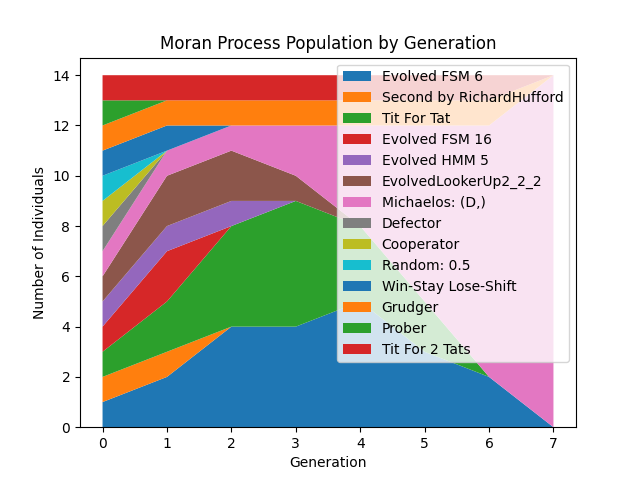 Moran Process Population by Generation
Number of Individuals
14
12
10
8
6
4
2
0
Evolved FSM 6
Second by RichardHufford
Tit For Tat
Evolved FSM 16
Evolved HMM 5
EvolvedLookerUp2_2_2
Michaelos: (D,)
Defector
Cooperator
Random: 0.5
Win-Stay Lose-Shift
Grudger
Prober
Tit For 2 Tats
0 1 2 3 4 5 6 7
Generation